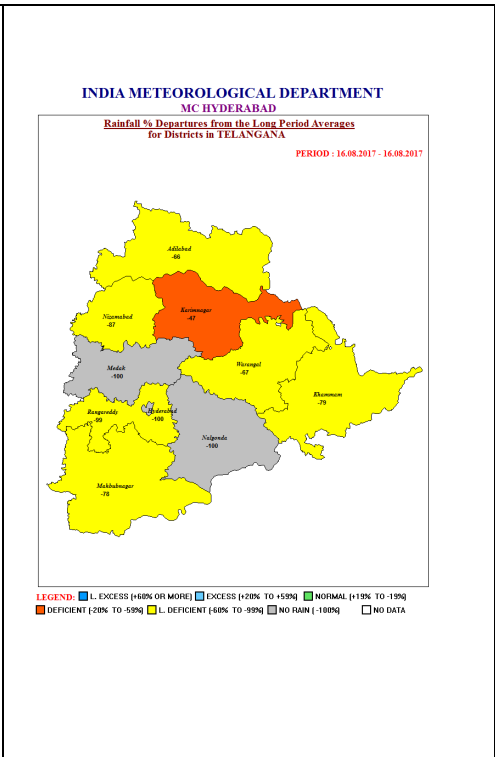 INDIA METEOROLOGICAL DEPARTMENT
MC HYDERABAD
Rainfall % Departures from the Long Period Averages
for Districts in TELANGANA
PERIOD : 16.08.2017 - 16.08.2017
Adilabad
-66
Nizamabad
-87
Karimnagar
-47
Medak
-100
Warangal
-67
Khammam
-79
Rangareddy
-99
Hyderabad
-100
Nalgonda
-100
Mahbubnagar
-78
LEGEND: L. EXCESS (+60% OR MORE) EXCESS (+20% TO +59%) NORMAL (+19% TO -19%)
DEFICIENT (-20% TO -59%) L. DEFICIENT (-60% TO -99%) NO RAIN (-100%) NO DATA